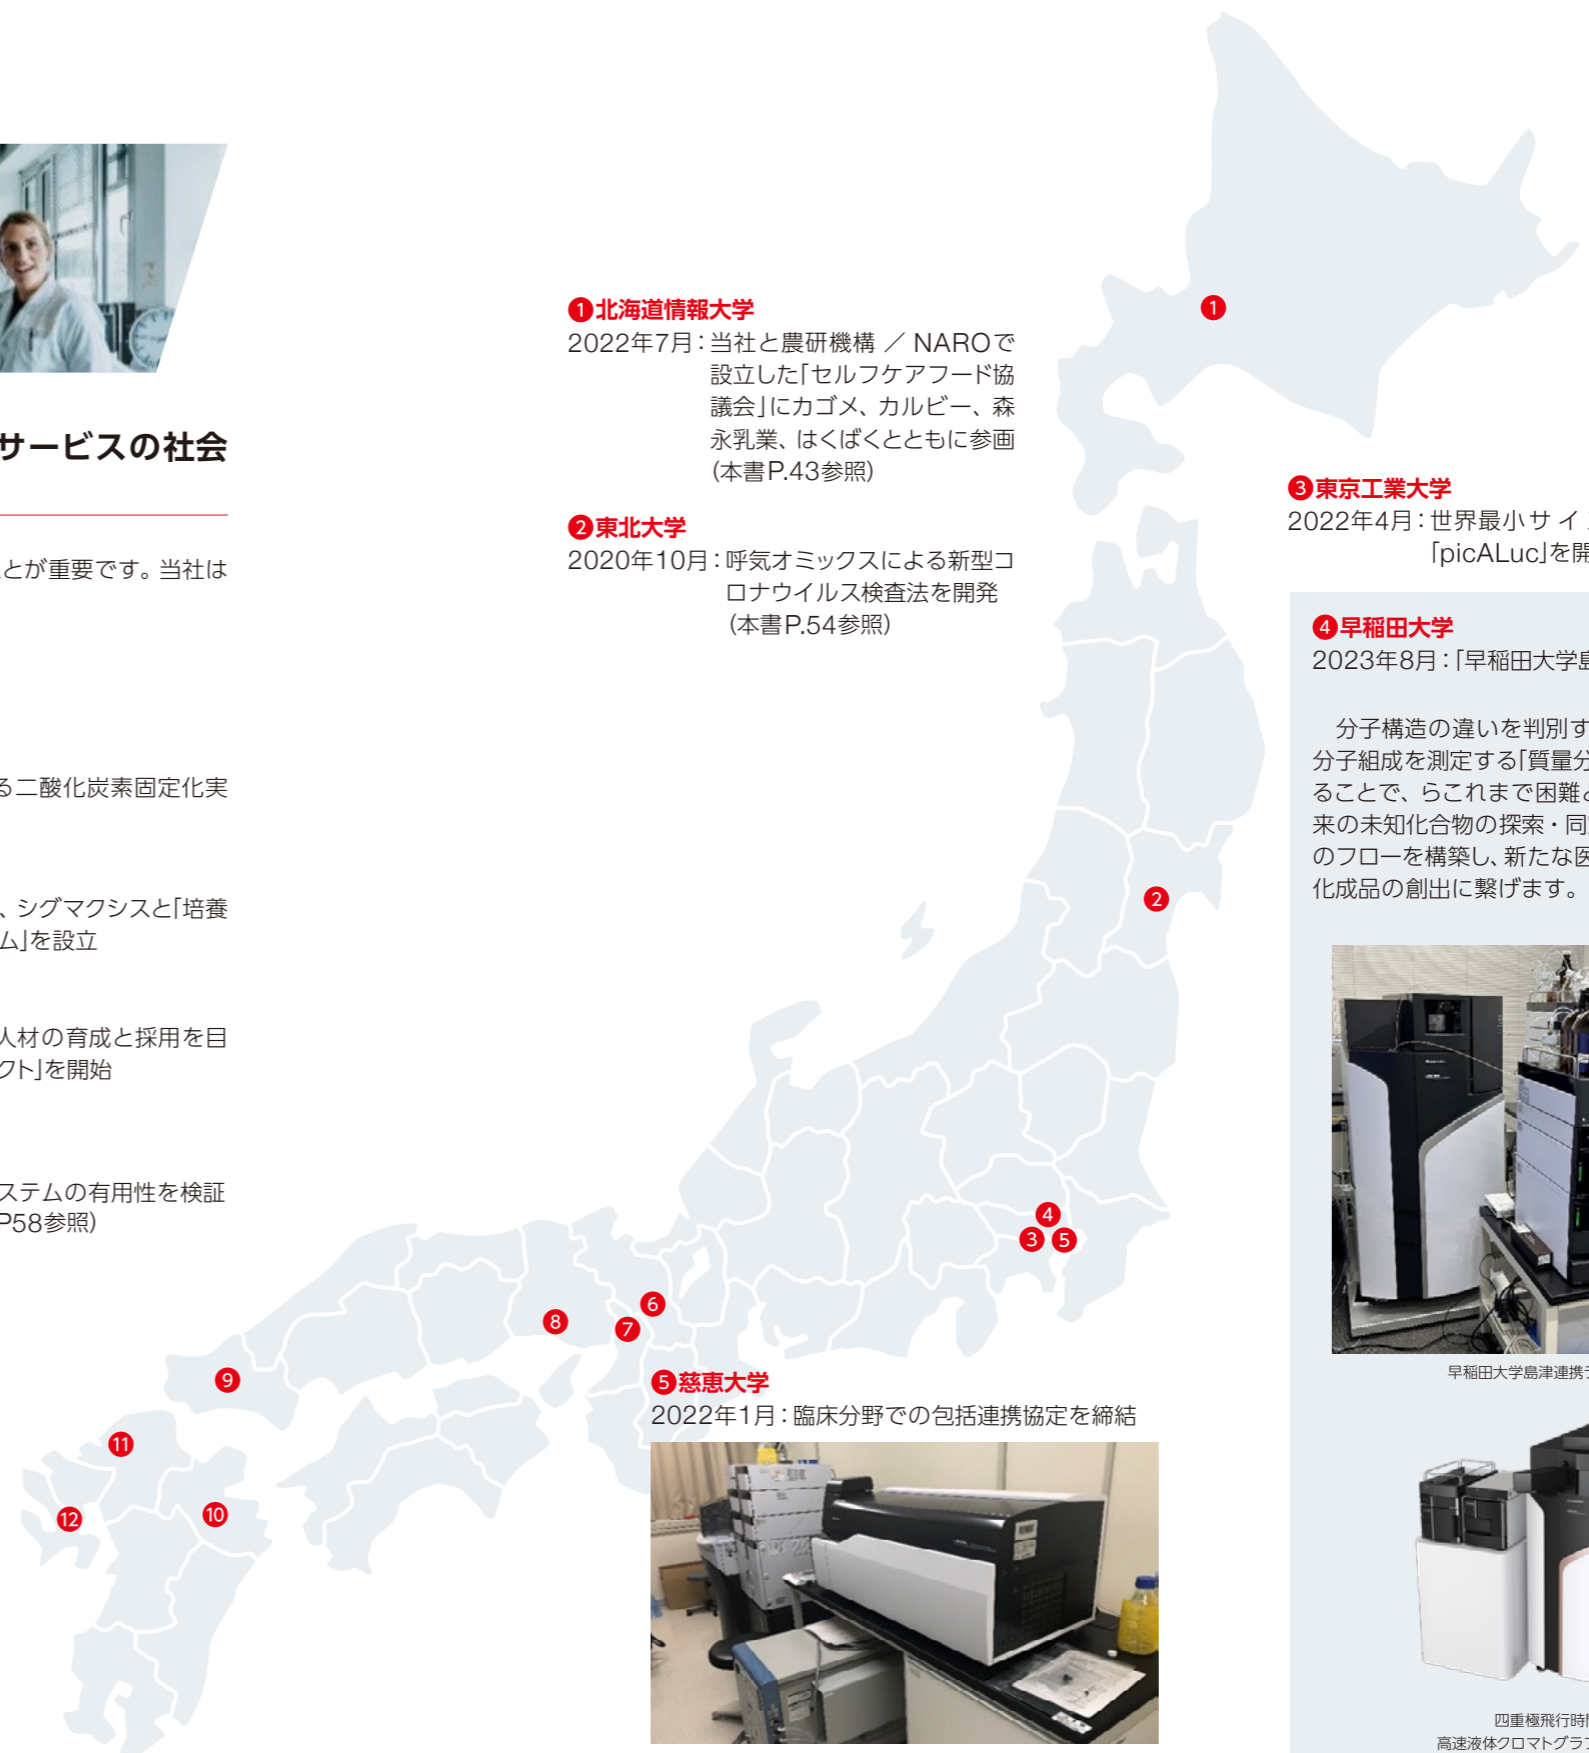 サービスの社会
とが重要です。当社は
る二酸化炭素固定化実
、シグマクシスと「培養
ム」を設立
人材の育成と採用を目
クト」を開始
ステムの有用性を検証
P58参照）
❶北海道情報大学
2022年7月：当社と農研機構 ／ NAROで
設立した「セルフケアフード協
議会」にカゴメ、カルビー、森
永乳業、はくばくとともに参画
（本書P.43参照）
❷東北大学
2020年10月：呼気オミックスによる新型コ
ロナウイルス検査法を開発
（本書P.54参照）
❶
❷
❹
❸ ❺
❻
❼
❽
❾
⓫
❿
⓬
❺慈恵大学
2022年1月：臨床分野での包括連携協定を締結
❸東京工業大学
2022年4月：世界最小サイ
「picALuc」を開
❹早稲田大学
2023年8月：「早稲田大学島
分子構造の違いを判別す
分子組成を測定する「質量分
ることで、らこれまで困難と
来の未知化合物の探索・同定
のフローを構築し、新たな医
化成品の創出に繋げます。
早稲田大学島津連携ラ
四重極飛行時間
高速液体クロマトグラフ